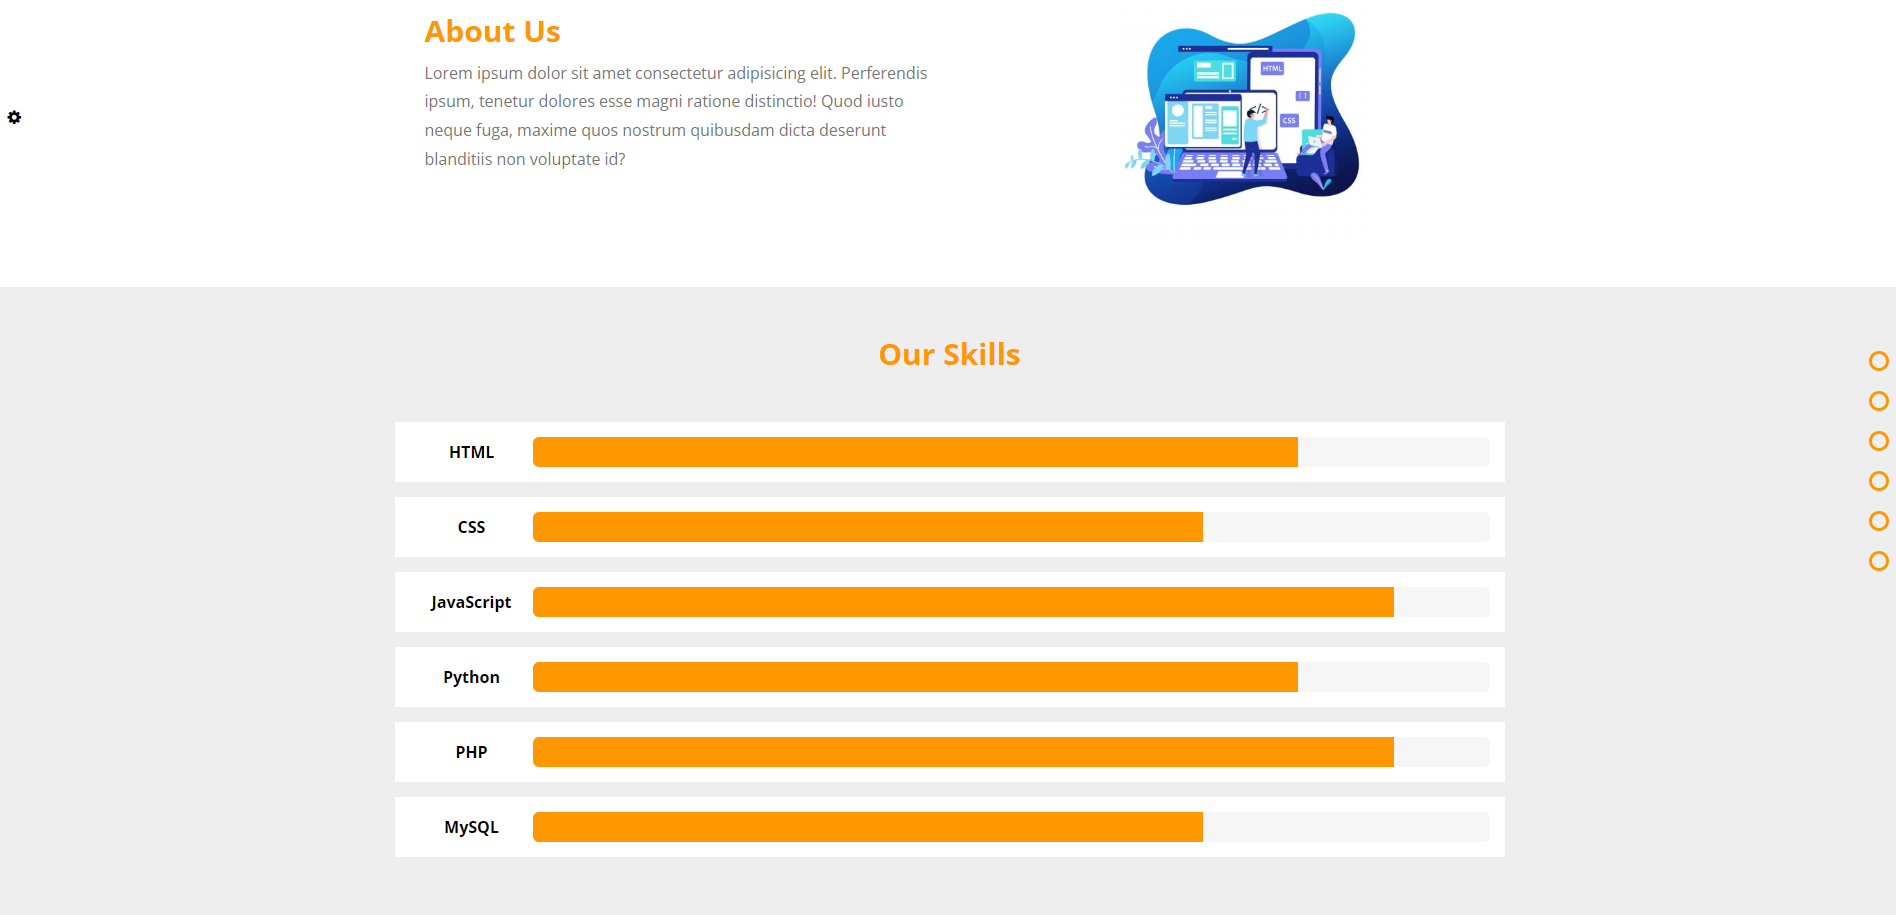 About Us
Lorem ipsum dolor sit amet consectetur adipisicing elit. Perferendis
ipsum, tenetur dolores esse magni ratione distinctio! Quod iusto
neque fuga, maxime quos nostrum quibusdam dicta deserunt
blanditiis non voluptate id?
HTML
</>
CSS
Our Skills
HTML
CSS
JavaScript
Python
PHP
MySQL